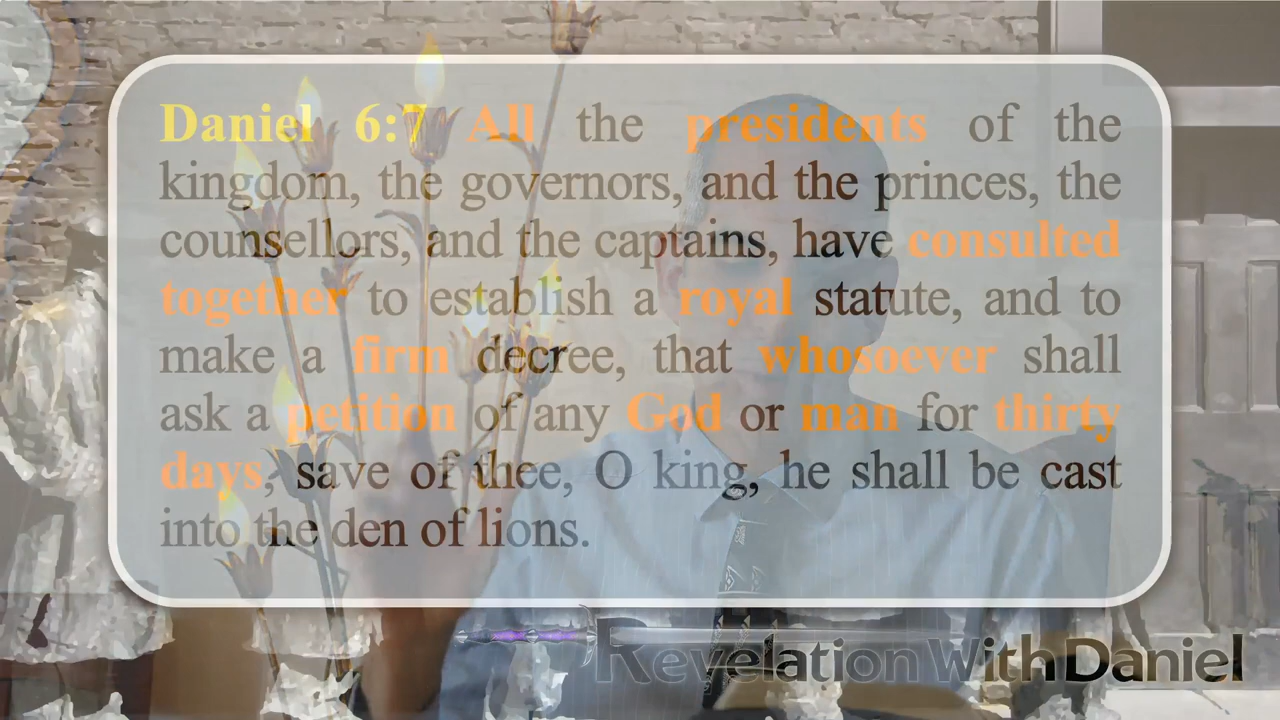 Daniel 6:7 All the presidents of the
kingdom, the governors, and the princes, the
counsellors, and the captains, have consulted
together to establish a royal statute, and to
make a firm decree, that whosoever shall
ask a petition of any God or man for thirty
days, save of thee, O king, he shall be cast
into the den of lions.
Revelation With Daniel